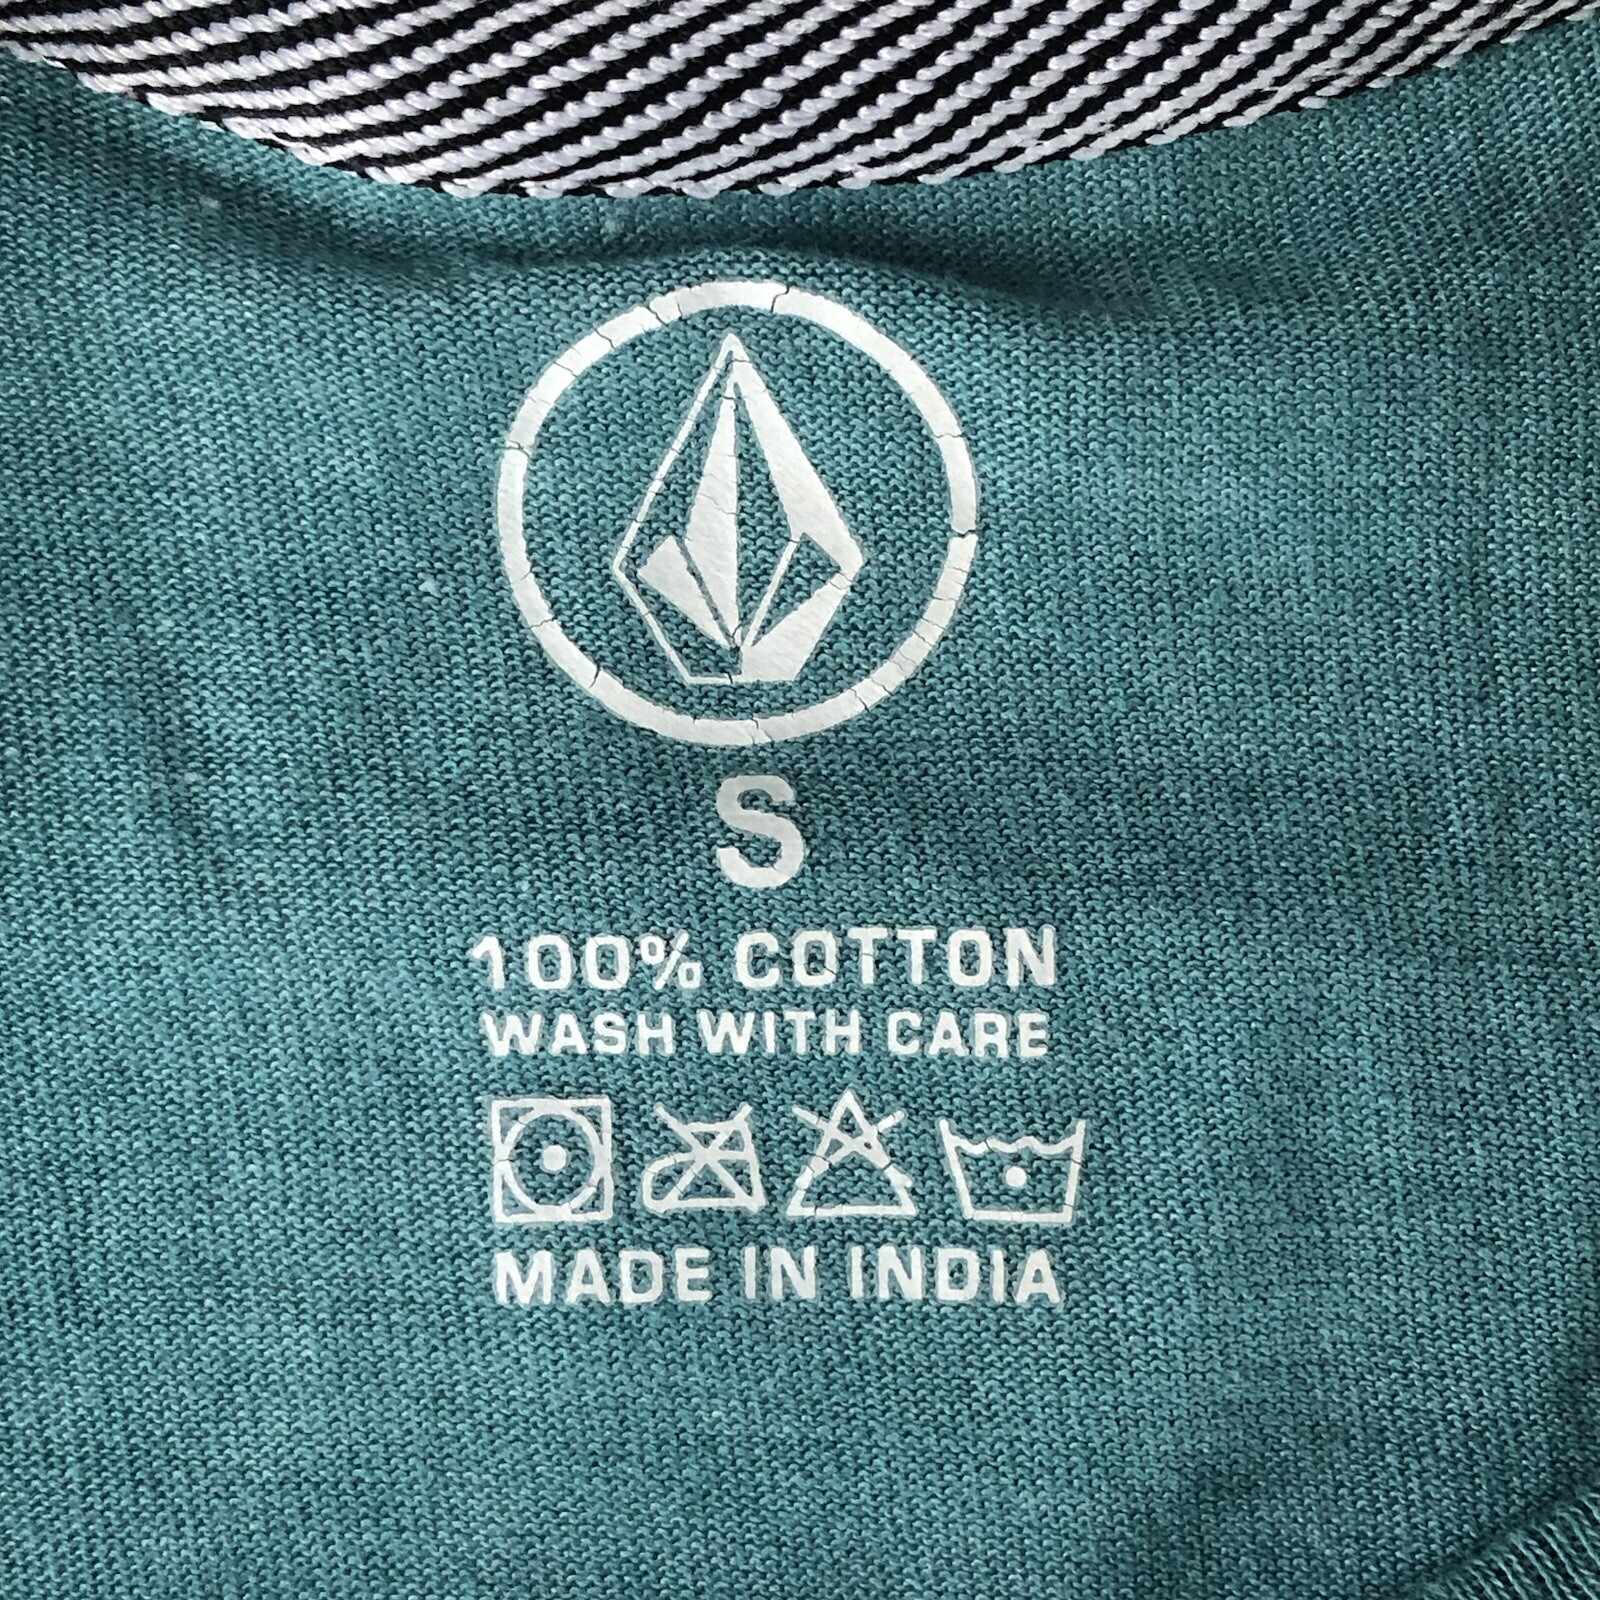 S
100% COTTON
WASH WITH CARE
MADE IN INDIA